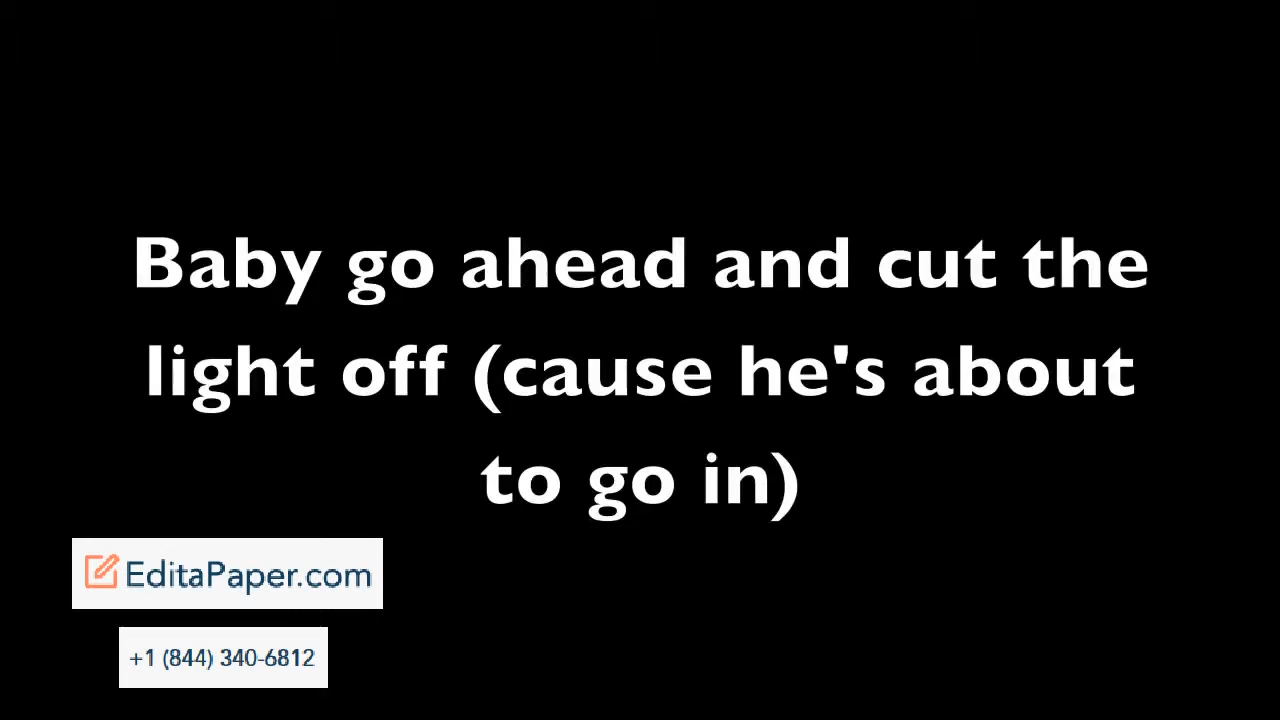 Baby go ahead and cut the
light off (cause he's about
to go in)
EditaPaper.com
+1 (844) 340-6812